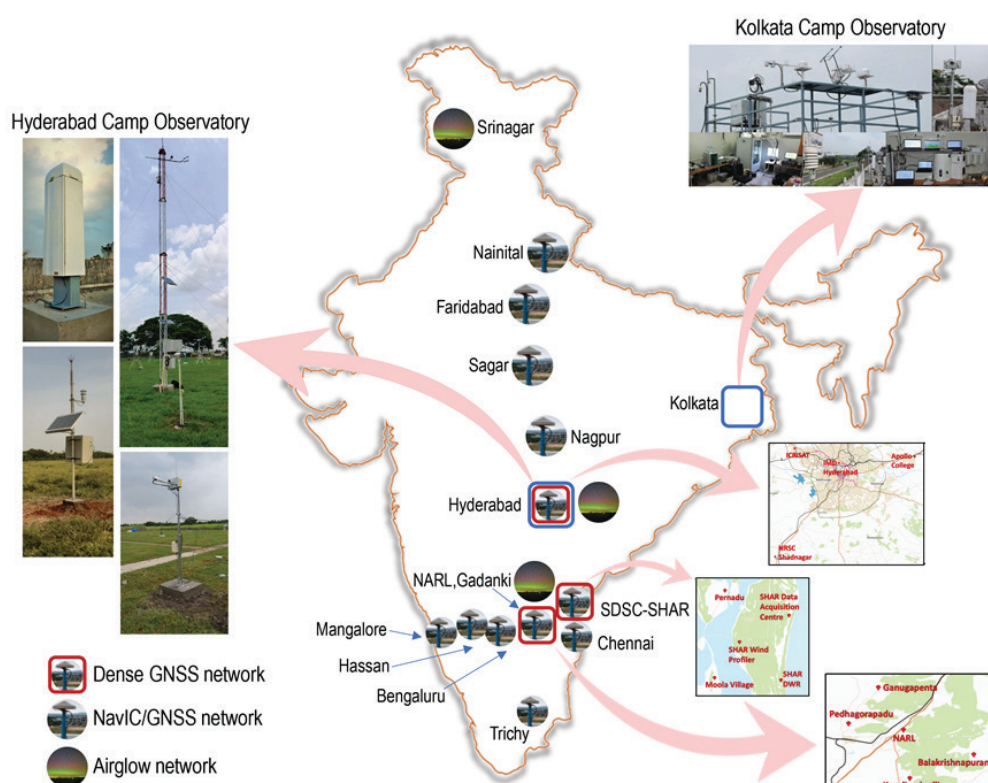 Kolkata Camp Observatory
Hyderabad Camp Observatory
Srinagar
Nainital
Faridabad
Sagar
Kolkata
Nagpur
Hyderabad
NARL,Gadanki
SDSC-SHAR
Mangalore
Chennai
Hassan
Bengaluru
Trichy
ICRISAT
IMD
Hyderabad
Apollo
College
NRSC
Shadnagar
Pernadu
SHAR Data
Acquisition
Centre
SHAR Wind
Profiler
Moola Village
SHAR
DWR
Ganugapenta
Pedhagorapadu
NARL
Balakrishnapuram
Dense GNSS network
NavIC/GNSS network
Airglow network